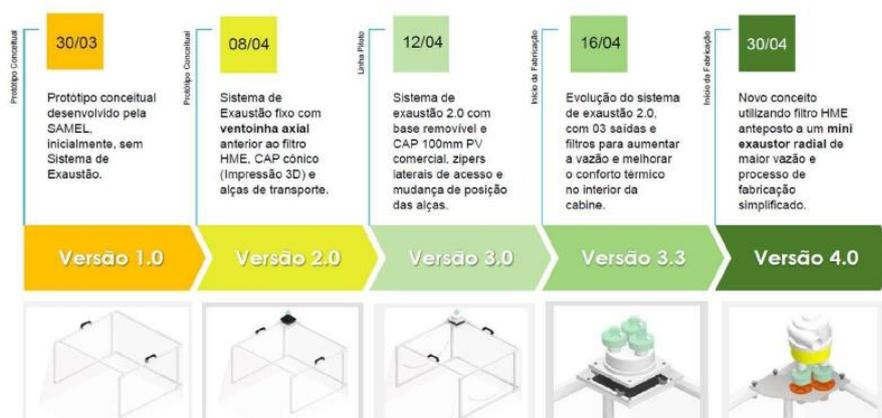 30/03
Protótipo Conceitual
Protótipo conceitual
desenvolvido pela
SAMEL,
inicialmente, sem
Sistema de
Exaustão.
08/04
Protótipo Conceitual
Sistema de
Exaustão fixo com
ventoinha axial
anterior ao filtro
HME, CAP cônico
(Impressão 3D) e
alças de transporte.
12/04
Linha Piloto
Sistema de
exaustão 2.0 com
base removível e
CAP 100mm PV
comercial, zipers
laterais de acesso e
mudança de posição
das alças.
16/04
Início da Fabricação
Evolução do sistema
de exaustão 2.0,
com 03 saídas e
filtros para aumentar
a vazão e melhorar
o conforto térmico
no interior da
cabine.
30/04
Início da Fabricação
Novo conceito
utilizando filtro HME
anteposto a um mini
exaustor radial de
maior vazão e
processo de
fabricação
simplificado.
Versão 1.0
Versão 2.0
Versão 3.0
Versão 3.3
Versão 4.0